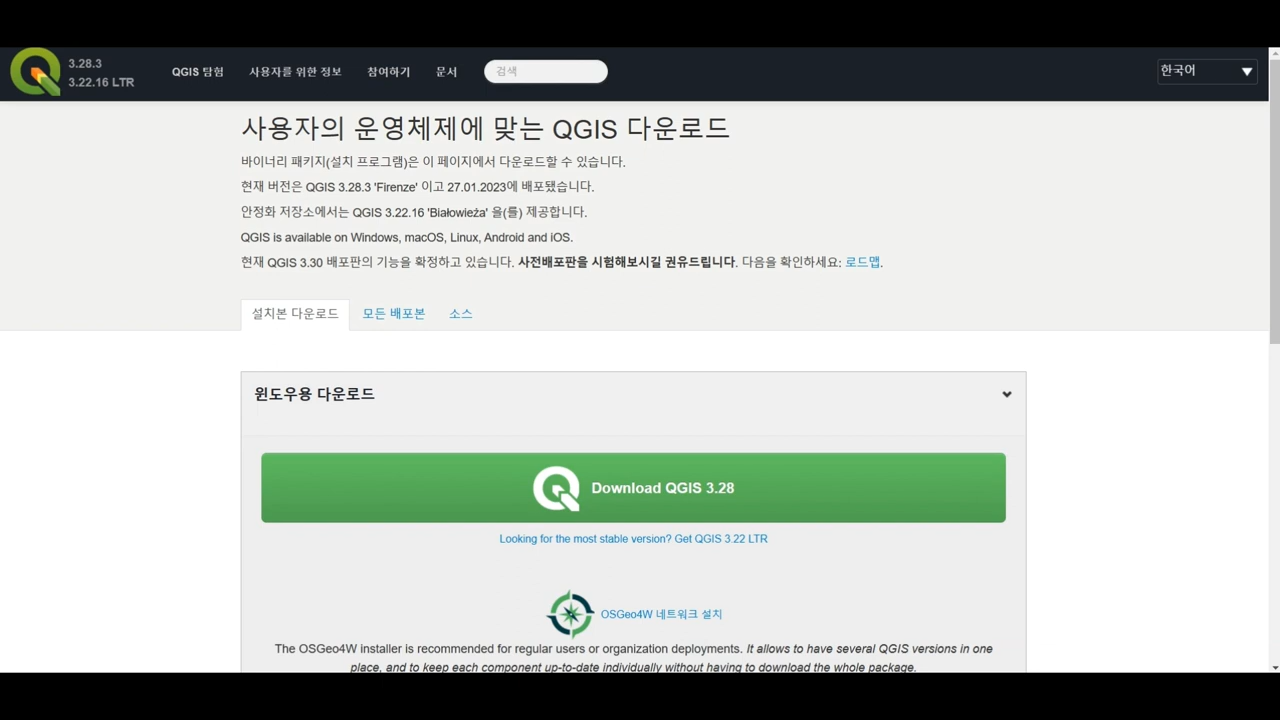 3.28.3
3.22.16 LTR
QGIS 탐험 사용자를 위한 정보 참여하기 문서 검색 한국어
사용자의 운영체제에 맞는 QGIS 다운로드
바이너리 패키지(설치 프로그램)은 이 페이지에서 다운로드할 수 있습니다.
현재 버전은 QGIS 3.28.3 'Firenze' 이고 27.01.2023에 배포됐습니다.
안정화 저장소에서는 QGIS 3.22.16 'Białowieża' 을(를) 제공합니다.
QGIS is available on Windows, macOS, Linux, Android and iOS.
현재 QGIS 3.30 배포판의 기능을 확정하고 있습니다. 사전배포판을 시험해보시길 권유드립니다. 다음을 확인하세요: 로드맵.
설치본 다운로드 모든 배포본 소스
윈도우용 다운로드
Download QGIS 3.28
Looking for the most stable version? Get QGIS 3.22 LTR
OSGeo4W 네트워크 설치
The OSGeo4W installer is recommended for regular users or organization deployments. It allows to have several QGIS versions in one
place, and to keep each component up-to-date individually without having to download the whole package.